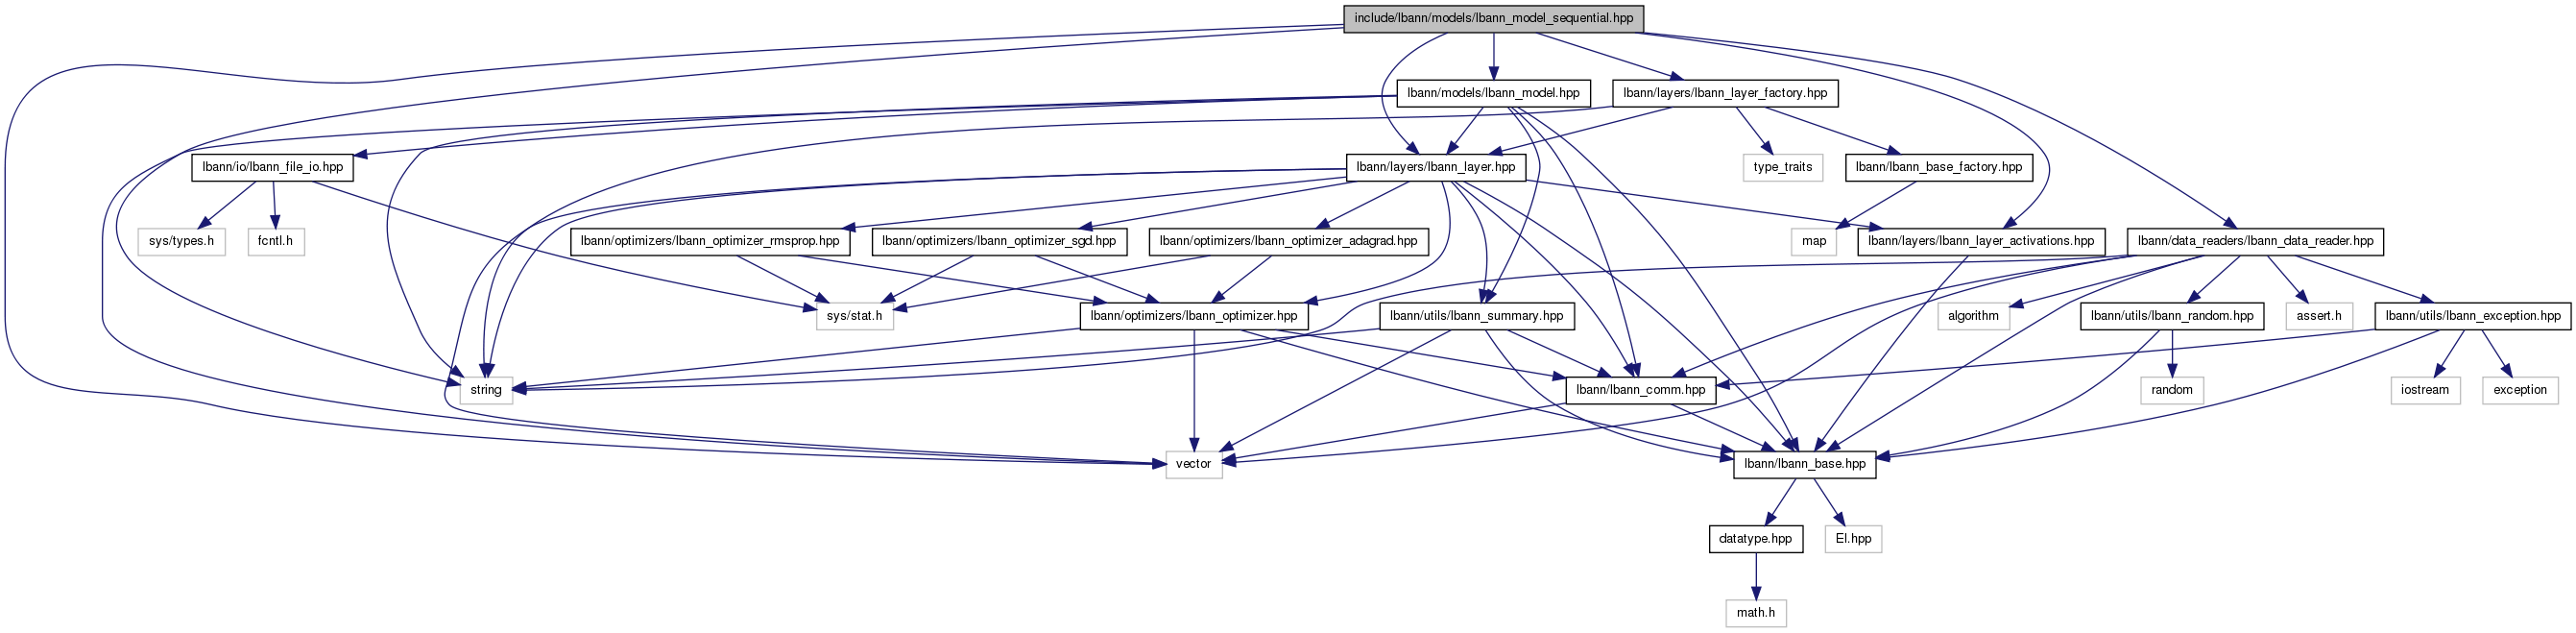 include/lbann/models/lbann_model_sequential.hpp
lbann/models/lbann_model.hpp
lbann/layers/lbann_layer_factory.hpp
lbann/io/lbann_file_io.hpp
lbann/layers/lbann_layer.hpp
type_traits
lbann/lbann_base_factory.hpp
sys/types.h
fcntl.h
lbann/optimizers/lbann_optimizer_rmsprop.hpp
lbann/optimizers/lbann_optimizer_sgd.hpp
lbann/optimizers/lbann_optimizer_adagrad.hpp
map
lbann/layers/lbann_layer_activations.hpp
lbann/data_readers/lbann_data_reader.hpp
sys/stat.h
lbann/optimizers/lbann_optimizer.hpp
lbann/utils/lbann_summary.hpp
algorithm
lbann/utils/lbann_random.hpp
assert.h
lbann/utils/lbann_exception.hpp
string
lbann/lbann_comm.hpp
random
iostream
exception
vector
lbann/lbann_base.hpp
datatype.hpp
El.hpp
math.h